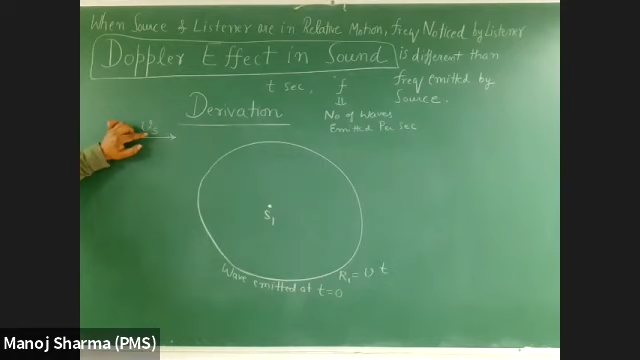 When Source & Listener are in Relative Motion, freq Noticed by Listener
Doppler Effect in Sound
is different than
freq emitted by
Source.
t sec,
f
⇓
No of Waves
Emitted Per sec
Derivation
υs
S1
R1 = υ t
Wave emitted at t=0
Manoj Sharma (PMS)